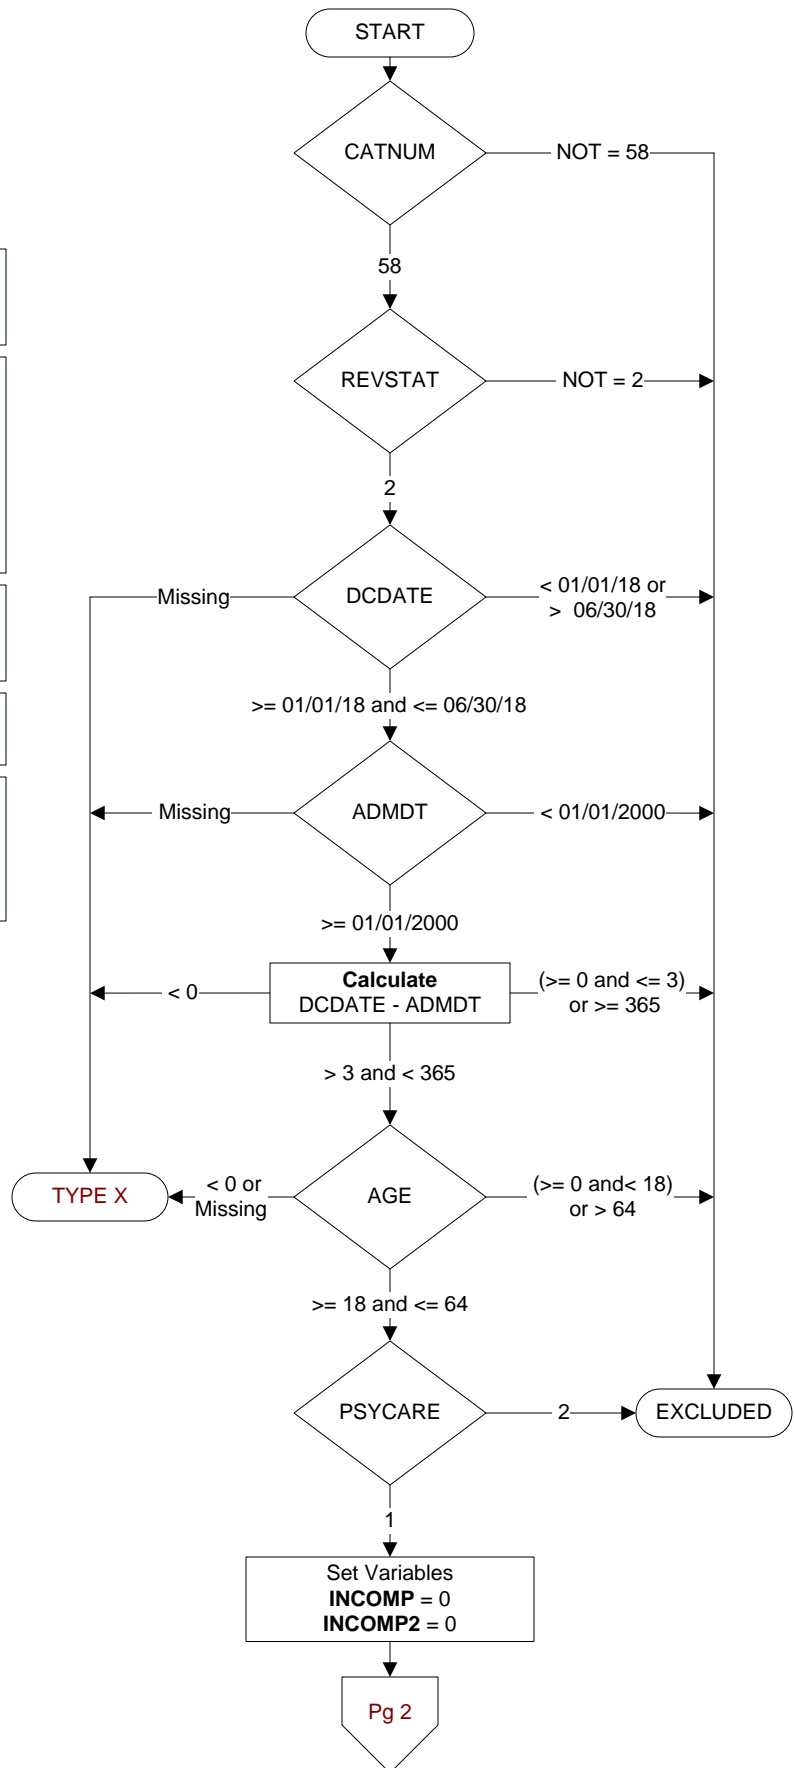 START
CATNUM
NOT = 58
58
REVSTAT
NOT = 2
2
Missing
DCDATE
< 01/01/18 or
> 06/30/18
>= 01/01/18 and <= 06/30/18
Missing
ADMDT
< 01/01/2000
>= 01/01/2000
< 0
Calculate
DCDATE - ADMDT
(>= 0 and <= 3)
or >= 365
> 3 and < 365
TYPE X
< 0 or
Missing
AGE
(>= 0 and< 18)
or > 64
>= 18 and <= 64
PSYCARE
2
EXCLUDED
1
Set Variables
INCOMP = 0
INCOMP2 = 0
Pg 2